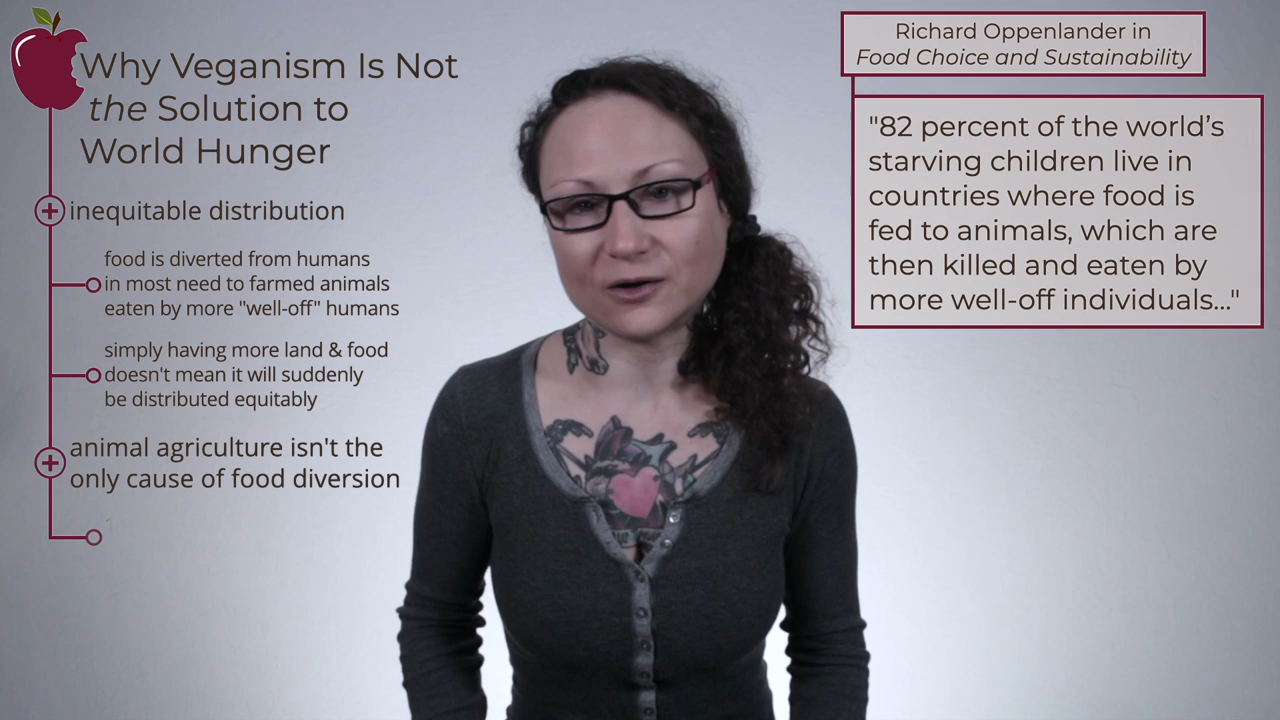 Why Veganism Is Not
the Solution to
World Hunger
inequitable distribution
food is diverted from humans
in most need to farmed animals
eaten by more "well-off" humans
simply having more land & food
doesn't mean it will suddenly
be distributed equitably
animal agriculture isn't the
only cause of food diversion
Richard Oppenlander in
Food Choice and Sustainability
"82 percent of the world’s
starving children live in
countries where food is
fed to animals, which are
then killed and eaten by
more well-off individuals..."